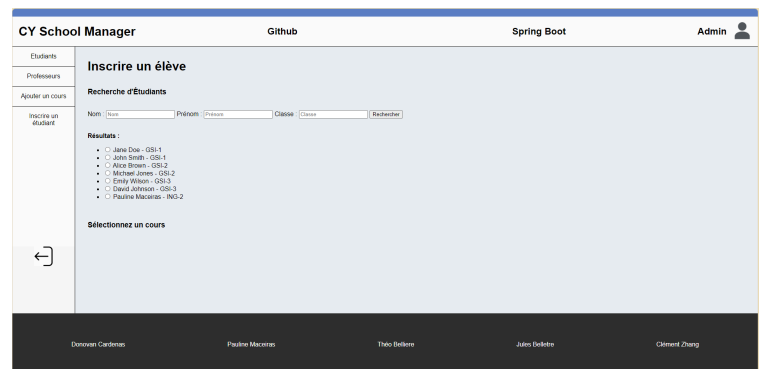 CY School Manager Github Spring Boot Admin
Etudiants
Professeurs
Ajouter un cours
Inscrire un
étudiant
Inscrire un élève
Recherche d'Étudiants
Nom : Nom Prénom : Prénom Classe : Classe Rechercher
Résultats :
Jane Doe - GSI-1
John Smith - GSI-1
Alice Brown - GSI-2
Michael Jones - GSI-2
Emily Wilson - GSI-3
David Johnson - GSI-3
Pauline Maceiras - ING-2
Sélectionnez un cours
Donovan Cardenas Pauline Maceiras Théo Belliere Jules Belletre Clément Zhang